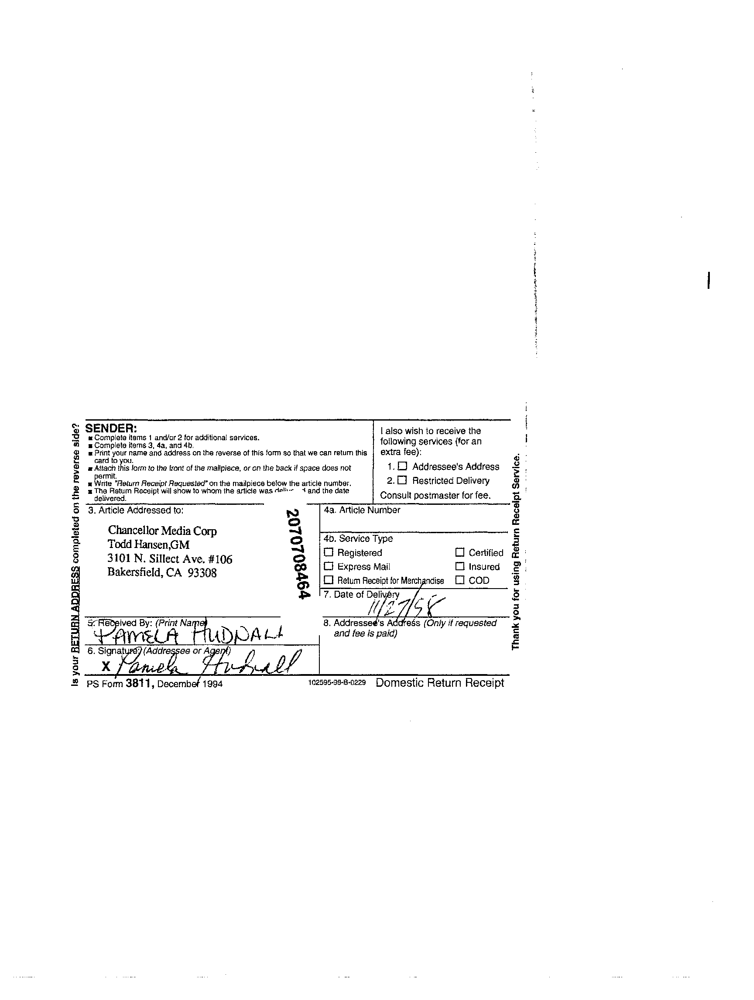 Is your RETURN ADDRESS completed on the reverse side?
SENDER:
■ Complete items 1 and/or 2 for additional services.
■ Complete items 3, 4a, and 4b.
■ Print your name and address on the reverse of this form so that we can return this
card to you.
■ Attach this form to the front of the mailpiece, or on the back if space does not
permit.
■ Write "Return Receipt Requested" on the mailpiece below the article number.
■ The Return Receipt will show to whom the article was and the date
delivered.
I also wish to receive the
following services (for an
extra fee):
1. ☐ Addressee's Address
2. ☐ Restricted Delivery
Consult postmaster for fee.
3. Article Addressed to:
Chancellor Media Corp
Todd Hansen,GM
3101 N. Sillect Ave. #106
Bakersfield, CA 93308
2070708464
4a. Article Number
4b. Service Type
☐ Registered ☐ Certified
☐ Express Mail ☐ Insured
☐ Return Receipt for Merchandise ☐ COD
7. Date of Delivery
11/27/98
5. Received By: (Print Name)
PAMELA HUDNALL
8. Addressee's Address (Only if requested
and fee is paid)
6. Signature: (Addressee or Agent)
X Pamela Hudnall
PS Form 3811, December 1994
102595-98-B-0229 Domestic Return Receipt
Thank you for using Return Receipt Service.